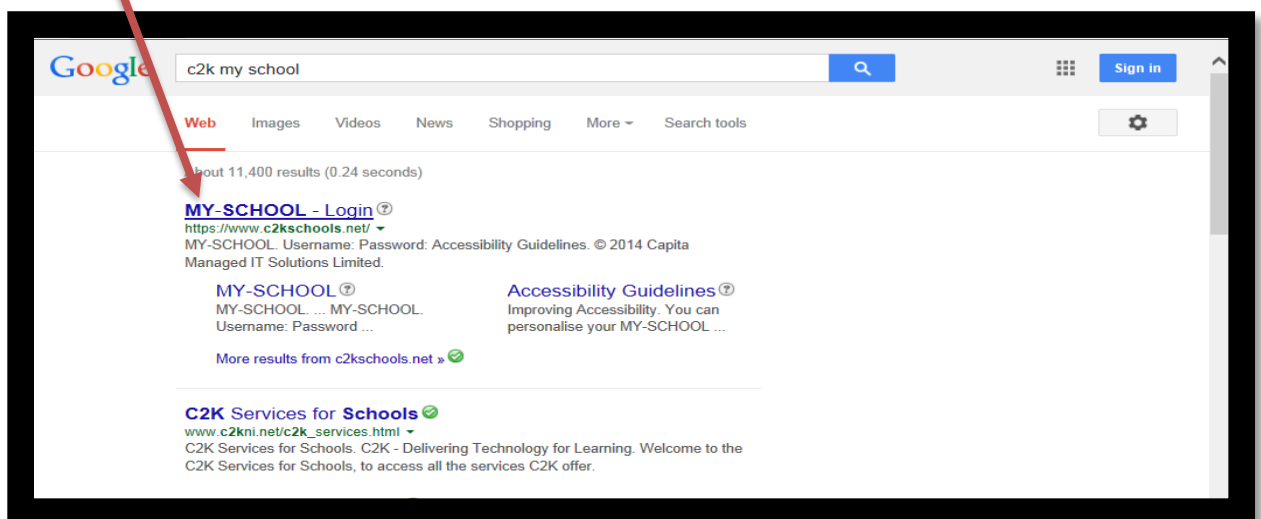 Google
c2k my school
Sign in
Web Images Videos News Shopping More Search tools
About 11,400 results (0.24 seconds)
MY-SCHOOL - Login
https://www.c2kschools.net/
MY-SCHOOL. Username: Password: Accessibility Guidelines. © 2014 Capita
Managed IT Solutions Limited.
MY-SCHOOL
MY-SCHOOL. ... MY-SCHOOL.
Username: Password ...
Accessibility Guidelines
Improving Accessibility. You can
personalise your MY-SCHOOL ...
More results from c2kschools.net »
C2K Services for Schools
www.c2kni.net/c2k_services.html
C2K Services for Schools. C2K - Delivering Technology for Learning. Welcome to the
C2K Services for Schools, to access all the services C2K offer.